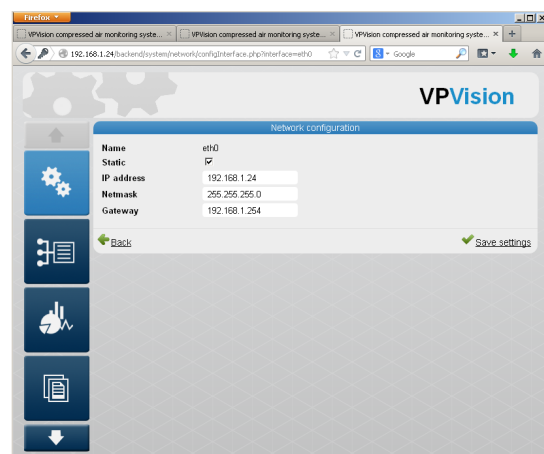 Firefox
VPVision compressed air monitoring syste...
VPVision compressed air monitoring syste...
VPVision compressed air monitoring syste...
192.168.1.24/backend/system/network/configInterface.php?interface=eth0
Google
VPVision
Network configuration
Name eth0
Static
IP address 192.168.1.24
Netmask 255.255.255.0
Gateway 192.168.1.254
Back
Save settings